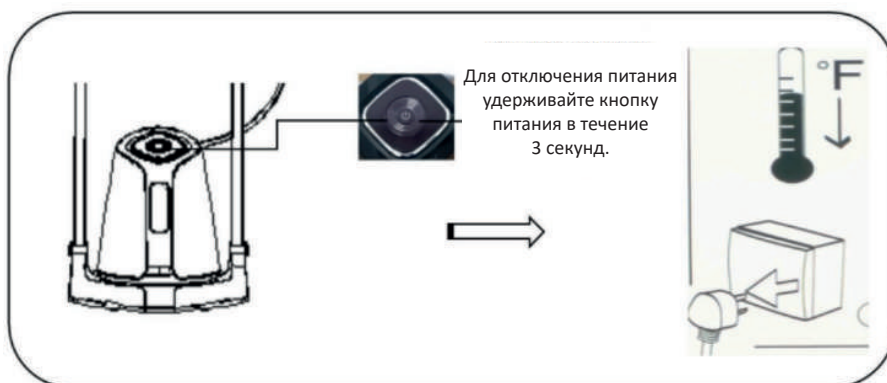 Для отключения питания
удерживайте кнопку
питания в течение
3 секунд.
°F